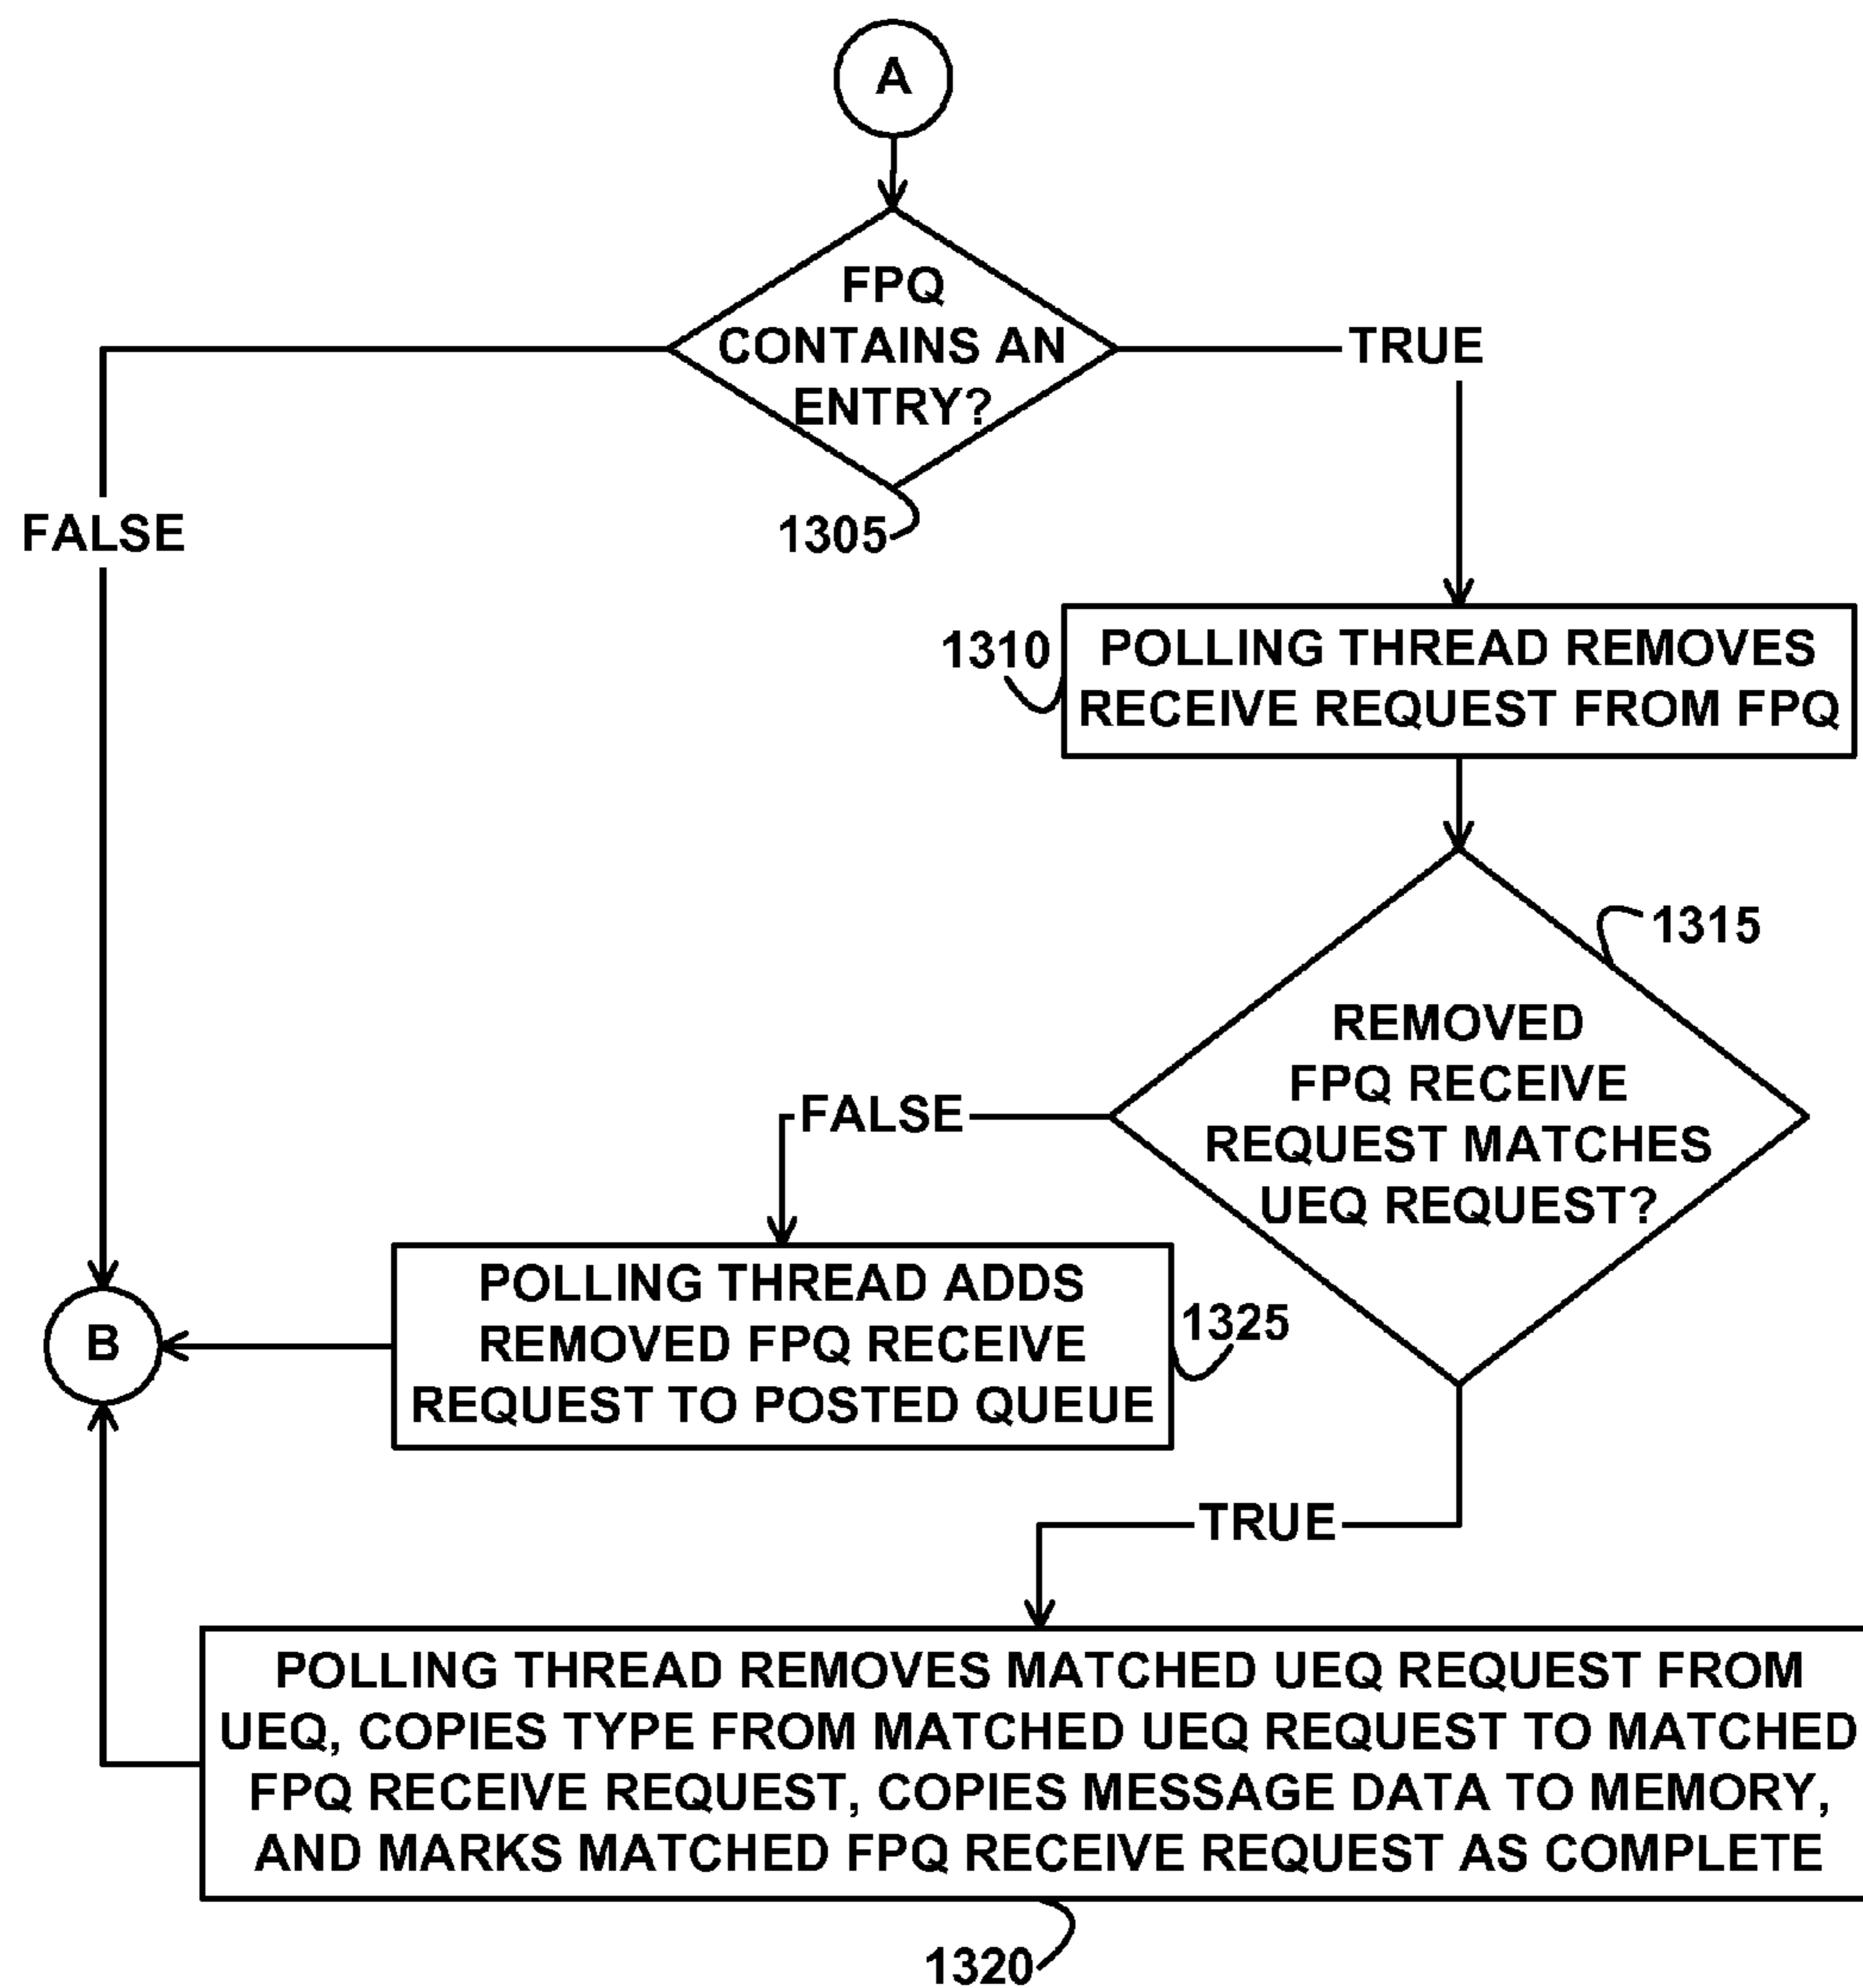 A
FPQ
CONTAINS AN
ENTRY?
TRUE
FALSE
1305
1310
POLLING THREAD REMOVES
RECEIVE REQUEST FROM FPQ
1315
REMOVED
FPQ RECEIVE
REQUEST MATCHES
UEQ REQUEST?
FALSE
POLLING THREAD ADDS
REMOVED FPQ RECEIVE
REQUEST TO POSTED QUEUE
1325
B
TRUE
POLLING THREAD REMOVES MATCHED UEQ REQUEST FROM
UEQ, COPIES TYPE FROM MATCHED UEQ REQUEST TO MATCHED
FPQ RECEIVE REQUEST, COPIES MESSAGE DATA TO MEMORY,
AND MARKS MATCHED FPQ RECEIVE REQUEST AS COMPLETE
1320